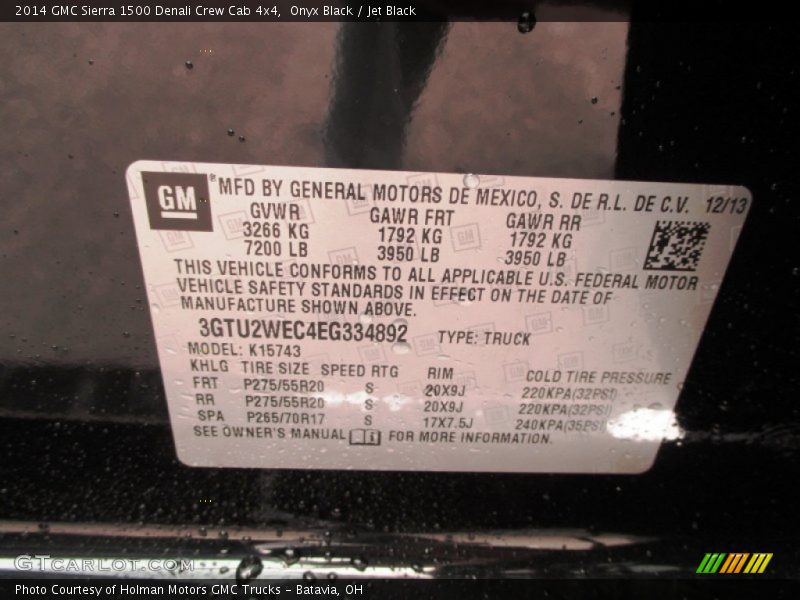 2014 GMC Sierra 1500 Denali Crew Cab 4x4, Onyx Black / Jet Black
GM ® MFD BY GENERAL MOTORS DE MEXICO, S. DE R.L. DE C.V. 12/13
GVWR GAWR FRT GAWR RR
3266 KG 1792 KG 1792 KG
7200 LB 3950 LB 3950 LB
THIS VEHICLE CONFORMS TO ALL APPLICABLE U.S. FEDERAL MOTOR
VEHICLE SAFETY STANDARDS IN EFFECT ON THE DATE OF
MANUFACTURE SHOWN ABOVE.
3GTU2WEC4EG334892 TYPE: TRUCK
MODEL: K15743
KHLG TIRE SIZE SPEED RTG RIM COLD TIRE PRESSURE
FRT P275/55R20 S 20X9J 220KPA(32PSI)
RR P275/55R20 S 20X9J 220KPA(32PSI)
SPA P265/70R17 S 17X7.5J 240KPA(35PSI)
SEE OWNER'S MANUAL FOR MORE INFORMATION.
GTCARLOT.COM
Photo Courtesy of Holman Motors GMC Trucks - Batavia, OH